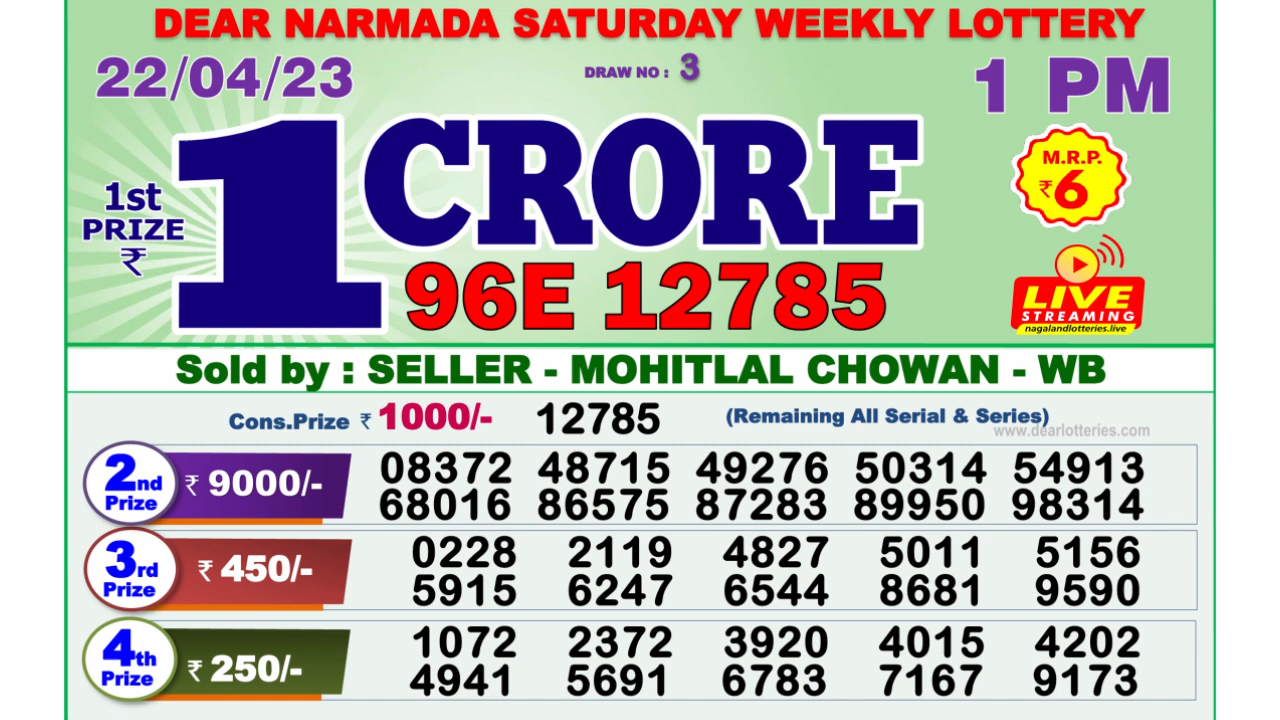 DEAR NARMADA SATURDAY WEEKLY LOTTERY
22/04/23
DRAW NO : 3
1 PM
1st
PRIZE
₹
1 CRORE
96E 12785
M.R.P.
₹6
LIVE
STREAMING
nagalandlotteries.live
Sold by : SELLER - MOHITLAL CHOWAN - WB
Cons.Prize ₹ 1000/- 12785 (Remaining All Serial & Series)
www.dearlotteries.com
2nd
Prize
₹ 9000/-
08372 48715 49276 50314 54913
68016 86575 87283 89950 98314
3rd
Prize
₹ 450/-
0228 2119 4827 5011 5156
5915 6247 6544 8681 9590
4th
Prize
₹ 250/-
1072 2372 3920 4015 4202
4941 5691 6783 7167 9173